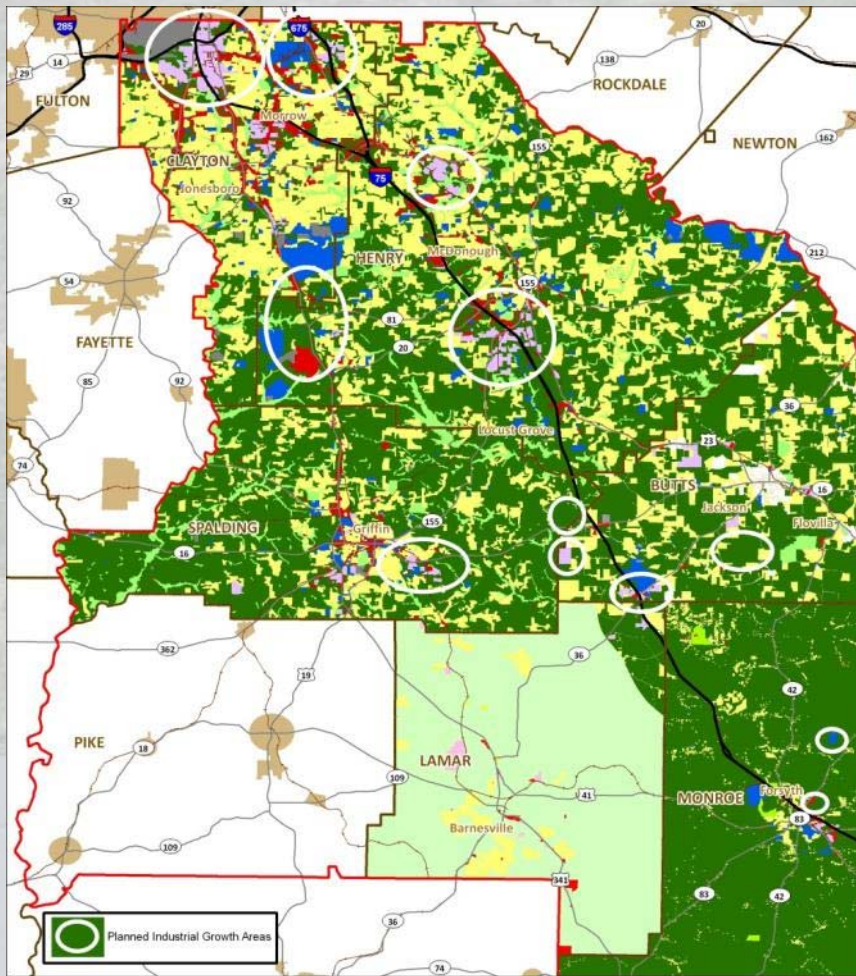 285
675
20
14
138
29
ROCKDALE
FULTON
Morrow
NEWTON
162
155
CLAYTON
75
Jonesboro
92
212
HENRY
McDonough
54
155
81
FAYETTE
20
85
92
36
Locust Grove
23
74
BUTTS
16
Jackson
SPALDING
Griffin
155
Flovilla
16
36
362
19
42
PIKE
18
LAMAR
109
41
MONROE
Forsyth
83
Barnesville
109
341
83
42
36
74
Planned Industrial Growth Areas